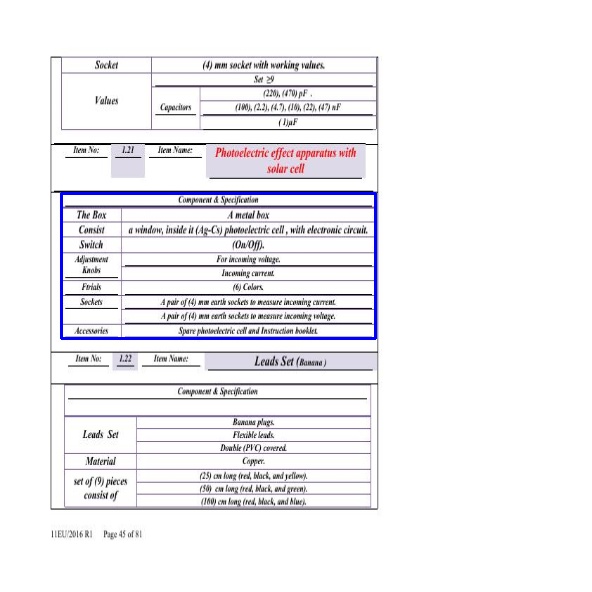 Socket (4) mm socket with working values.
Values Capacitors Set ≥9
(220), (470) pF .
(100), (2.2), (4.7), (10), (22), (47) nF
(1)µF
Item No: 1.21 Item Name: Photoelectric effect apparatus with
solar cell
Component & Specification
The Box A metal box
Consist a window, inside it (Ag-Cs) photoelectric cell , with electronic circuit.
Switch (On/Off).
Adjustment
Knobs
For incoming voltage.
Incoming current.
Ftrials (6) Colors.
Sockets A pair of (4) mm earth sockets to measure incoming current.
A pair of (4) mm earth sockets to measure incoming voltage.
Accessories Spare photoelectric cell and Instruction booklet.
Item No: 1.22 Item Name: Leads Set (Banana )
Component & Specification
Leads Set
Banana plugs.
Flexible leads.
Double (PVC) covered.
Material Copper.
set of (9) pieces
consist of
(25) cm long (red, black, and yellow).
(50) cm long (red, black, and green).
(100) cm long (red, black, and blue).
11EU/2016 R1 Page 45 of 81